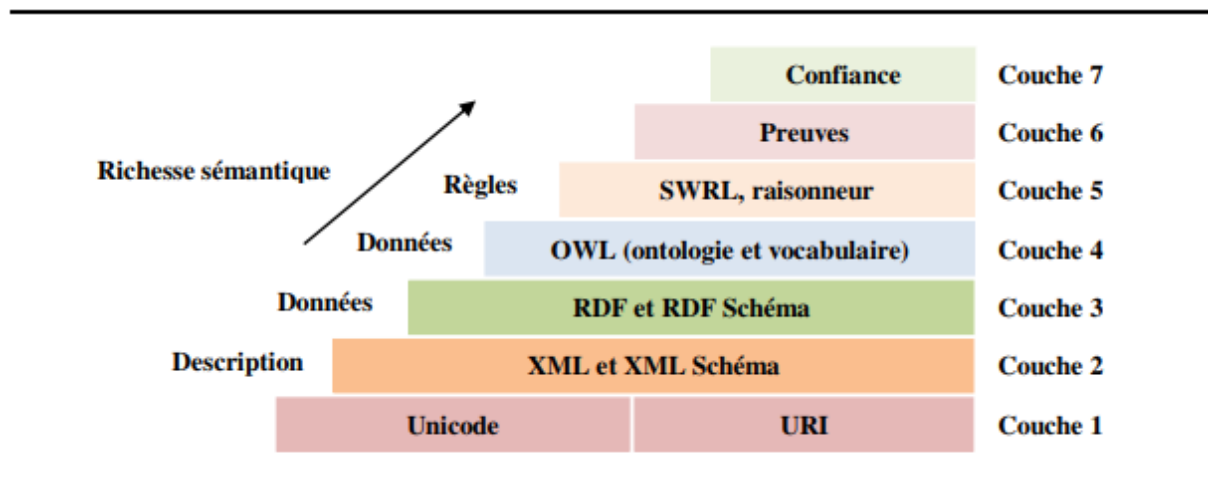 Confiance Couche 7
Preuves Couche 6
Richesse sémantique
Règles SWRL, raisonneur Couche 5
Données OWL (ontologie et vocabulaire) Couche 4
Données RDF et RDF Schéma Couche 3
Description XML et XML Schéma Couche 2
Unicode URI Couche 1